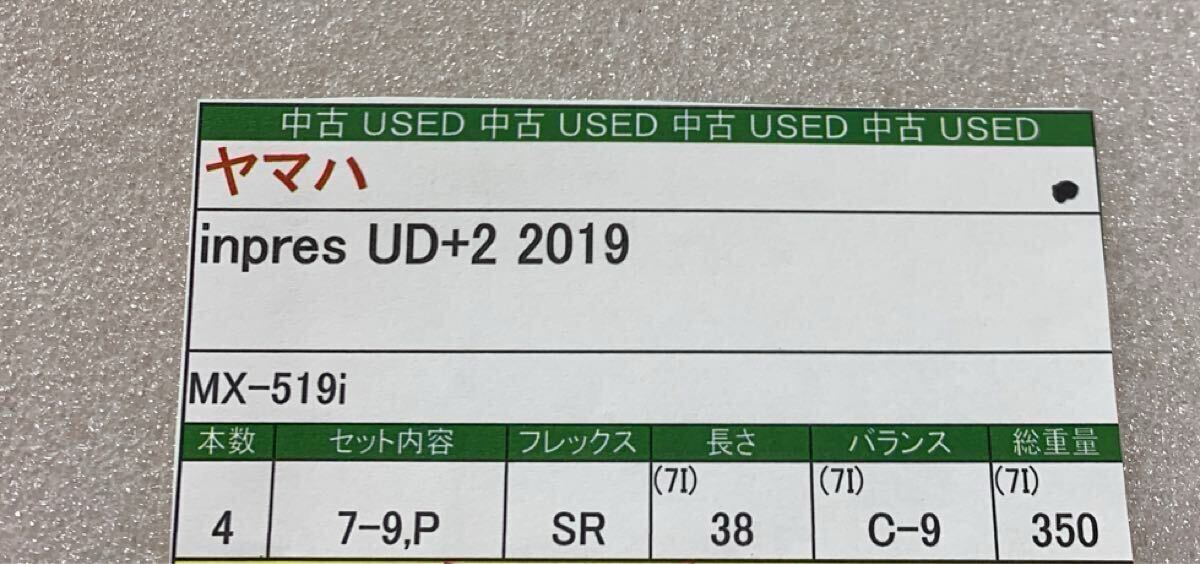 中古 USED 中古 USED 中古 USED 中古 USED
ヤマハ
inpres UD+2 2019
MX-519i
本数 セット内容 フレックス 長さ バランス 総重量
(7I) (7I) (7I)
4 7-9,P SR 38 C-9 350